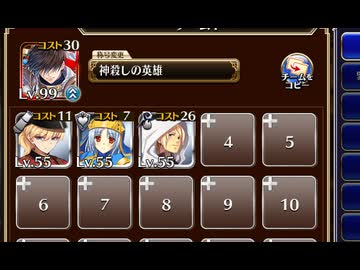 コスト30
称号変更
神殺しの英雄
チームを
コピー
Lv.99
コスト11
コスト 7
コスト26
Lv.55
Lv.55
Lv.55
4
5
6
7
8
9
10